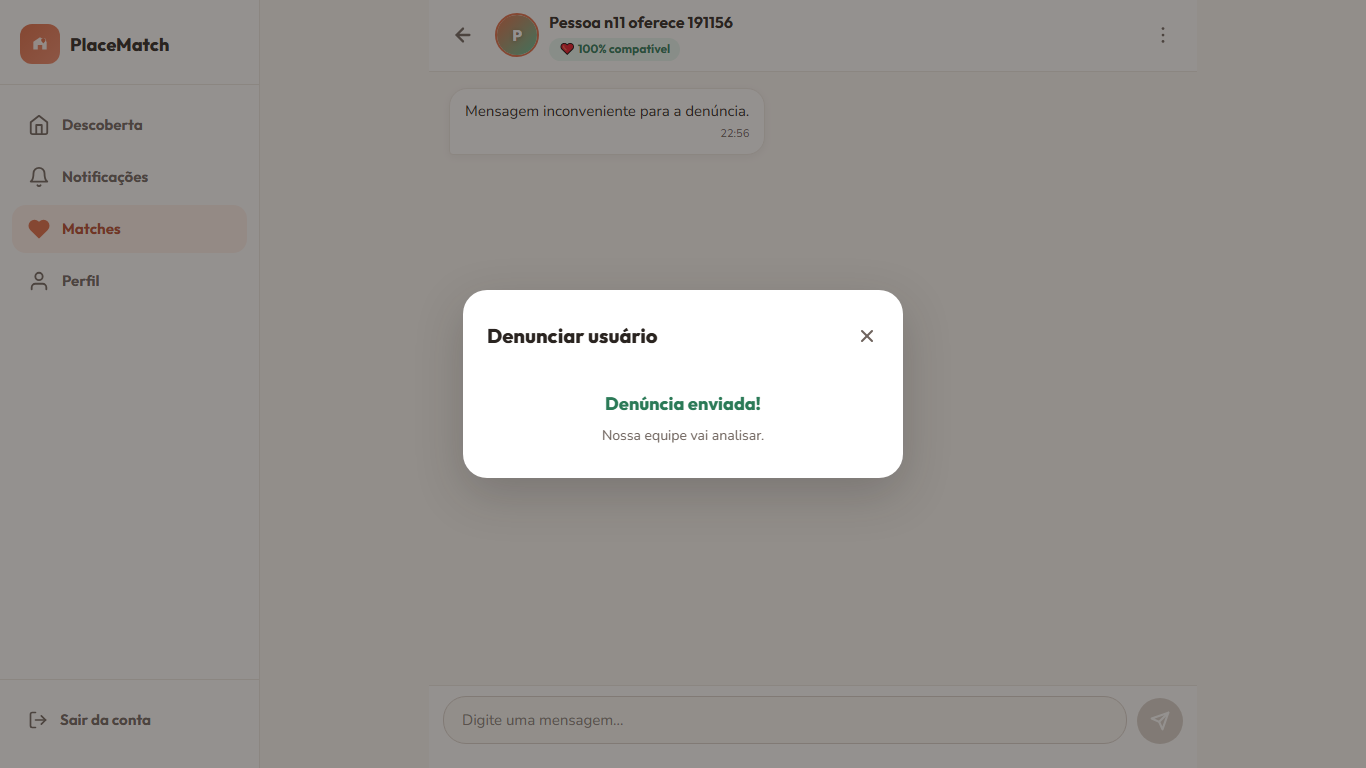 PlaceMatch
Descoberta
Notificações
Matches
Perfil
Sair da conta
P
Pessoa n11 oferece 191156
100% compatível
Mensagem inconveniente para a denúncia.
22:56
Denunciar usuário
Denúncia enviada!
Nossa equipe vai analisar.
Digite uma mensagem...